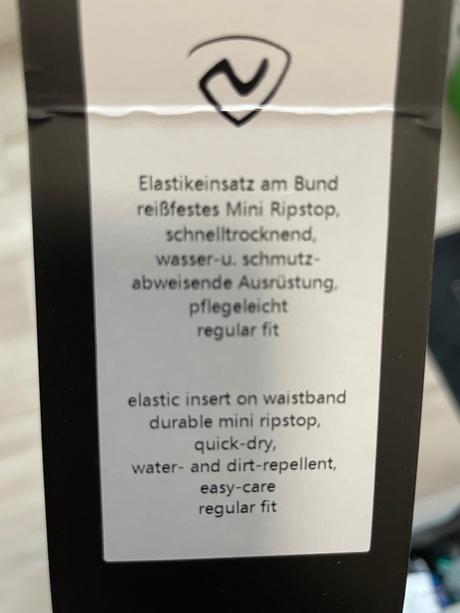 Elastikeinsatz am Bund
reißfestes Mini Ripstop,
schnelltrocknend,
wasser-u. schmutz-
abweisende Ausrüstung,
pflegeleicht
regular fit
elastic insert on waistband
durable mini ripstop,
quick-dry,
water- and dirt-repellent,
easy-care
regular fit